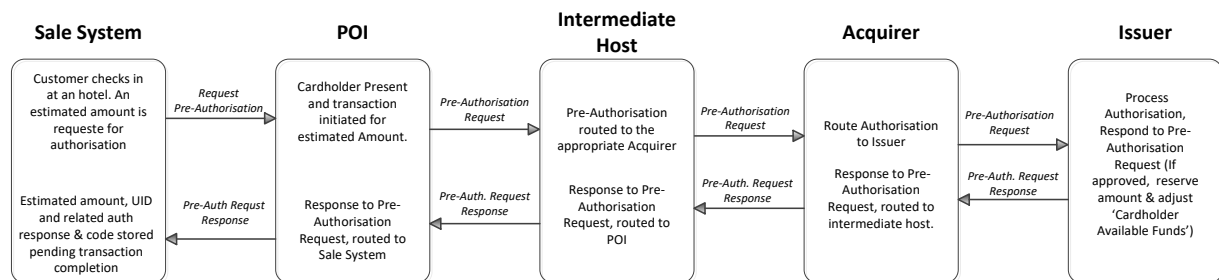 Sale System
POI
Intermediate
Host
Acquirer
Issuer
Customer checks in
at an hotel. An
estimated amount is
requeste for
authorisation
Request
Pre-Authorisation
Cardholder Present
and transaction
initiated for
estimated Amount.
Pre-Authorisation
Request
Pre-Authorisation
routed to the
appropriate Acquirer
Pre-Authorisation
Request
Route Authorisation
to Issuer
Pre-Authorisation
Request
Process
Authorisation,
Respond to Pre-
Authorisation
Request (If
approved, reserve
amount & adjust
‘Cardholder
Available Funds’)
Estimated amount, UID
and related auth
response & code stored
pending transaction
completion
Pre-Auth Requst
Response
Response to Pre-
Authorisation
Request, routed to
Sale System
Pre-Auth. Request
Response
Response to Pre-
Authorisation
Request, routed to
POI
Pre-Auth. Request
Response
Response to Pre-
Authorisation
Request, routed to
intermediate host.
Pre-Auth. Request
Response